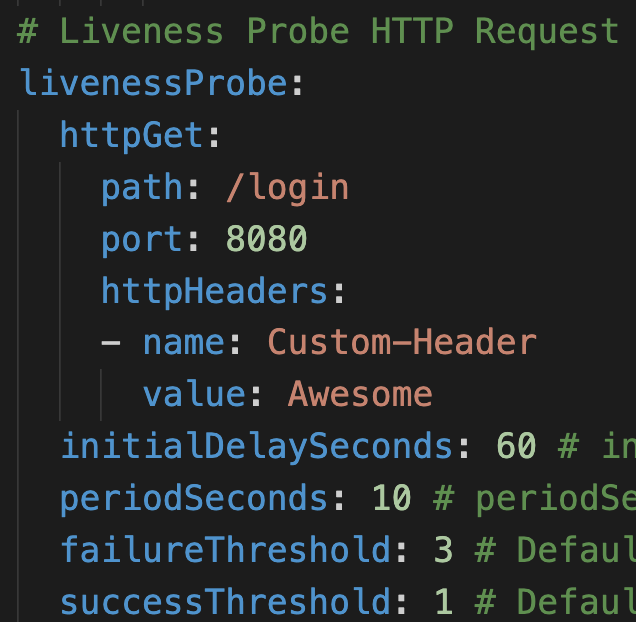 # Liveness Probe HTTP Request
livenessProbe:
  httpGet:
    path: /login
    port: 8080
    httpHeaders:
    - name: Custom-Header
      value: Awesome
  initialDelaySeconds: 60 # in
  periodSeconds: 10 # periodSe
  failureThreshold: 3 # Defaul
  successThreshold: 1 # Defaul